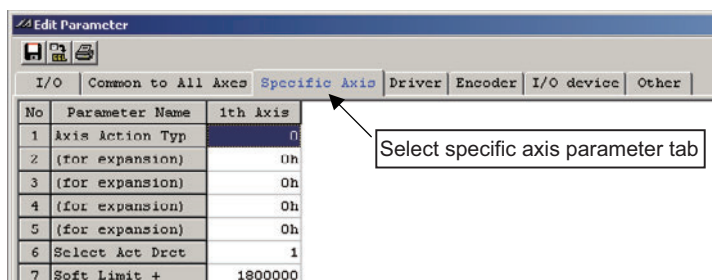 Edit Parameter
I/O Common to All Axes Specific Axis Driver Encoder I/O device Other
No Parameter Name 1th Axis
1 Axis Action Typ 0
2 (for expansion) 0h
3 (for expansion) 0h
Select specific axis parameter tab
4 (for expansion) 0h
5 (for expansion) 0h
6 Select Act Drct 1
7 Soft Limit + 1800000